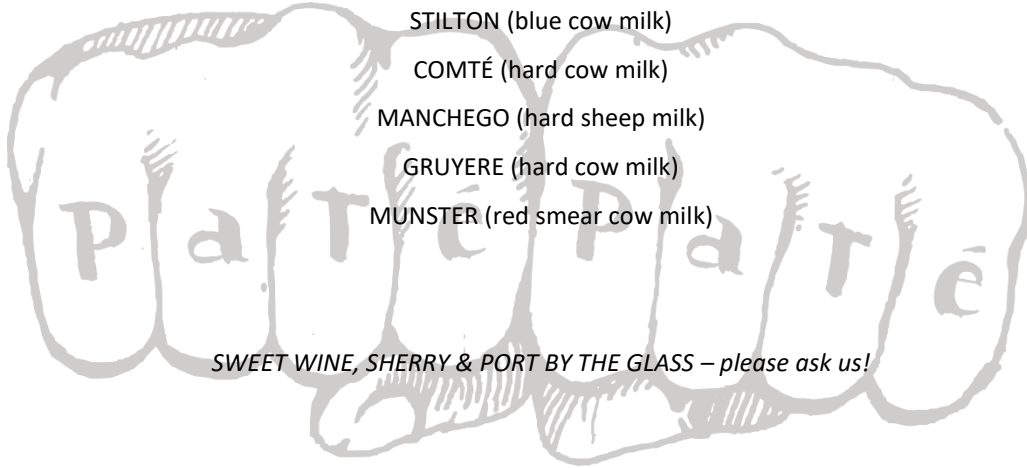 STILTON (blue cow milk)
COMTÉ (hard cow milk)
MANCHEGO (hard sheep milk)
GRUYERE (hard cow milk)
MUNSTER (red smear cow milk)
PaTé PaTé
SWEET WINE, SHERRY & PORT BY THE GLASS – please ask us!